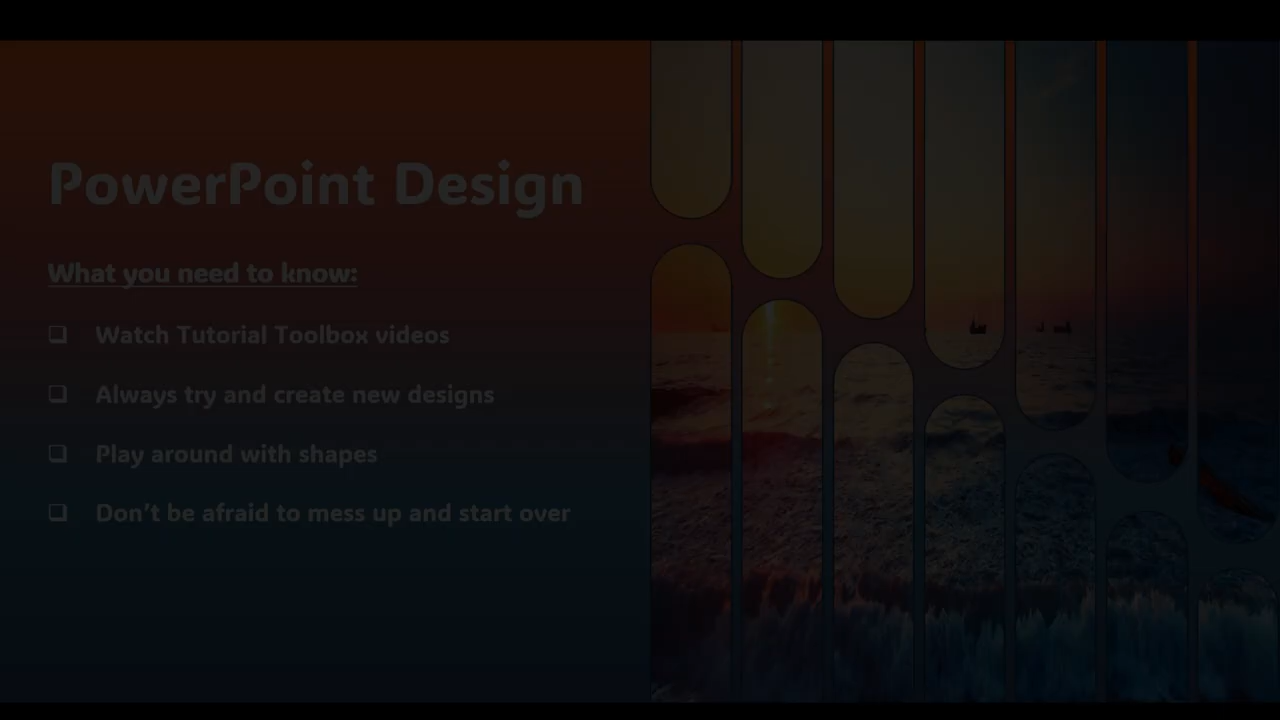 PowerPoint Design
What you need to know:
❑ Watch Tutorial Toolbox videos
❑ Always try and create new designs
❑ Play around with shapes
❑ Don’t be afraid to mess up and start over